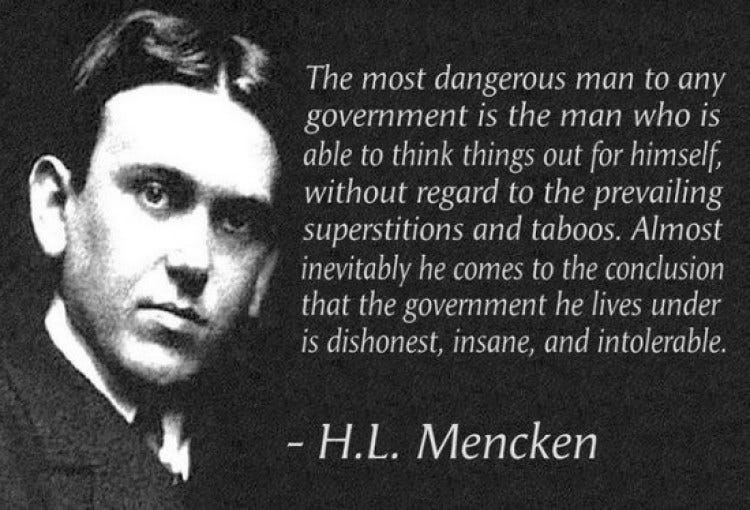 The most dangerous man to any
government is the man who is
able to think things out for himself,
without regard to the prevailing
superstitions and taboos. Almost
inevitably he comes to the conclusion
that the government he lives under
is dishonest, insane, and intolerable.
- H.L. Mencken